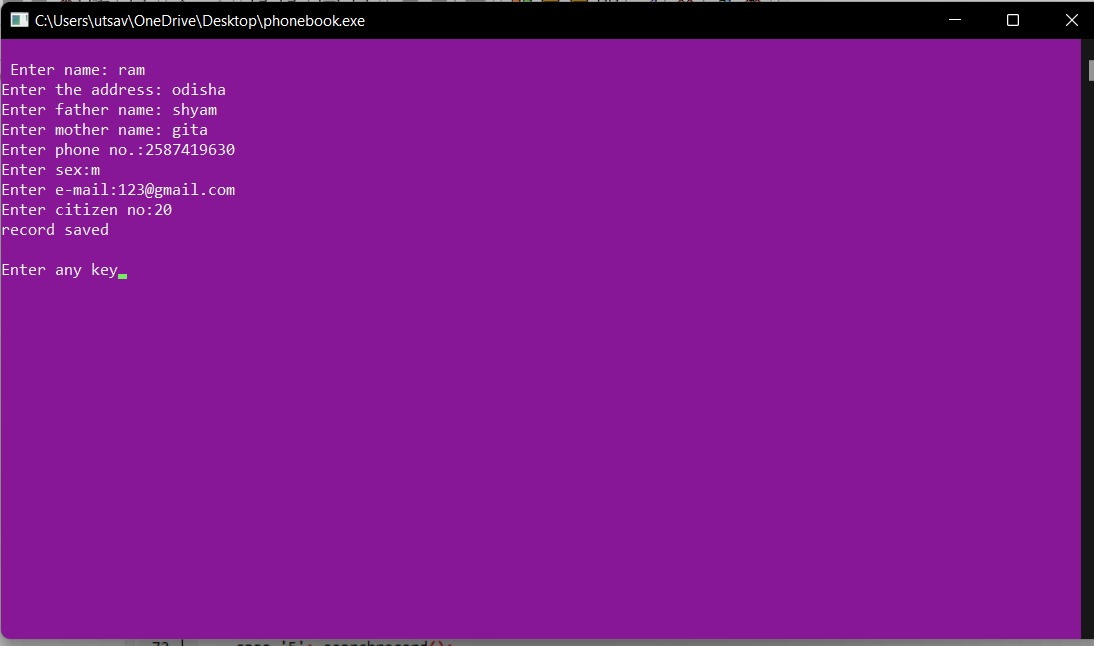 C:\Users\utsav\OneDrive\Desktop\phonebook.exe
Enter name: ram
Enter the address: odisha
Enter father name: shyam
Enter mother name: gita
Enter phone no.:2587419630
Enter sex:m
Enter e-mail:123@gmail.com
Enter citizen no:20
record saved
Enter any key